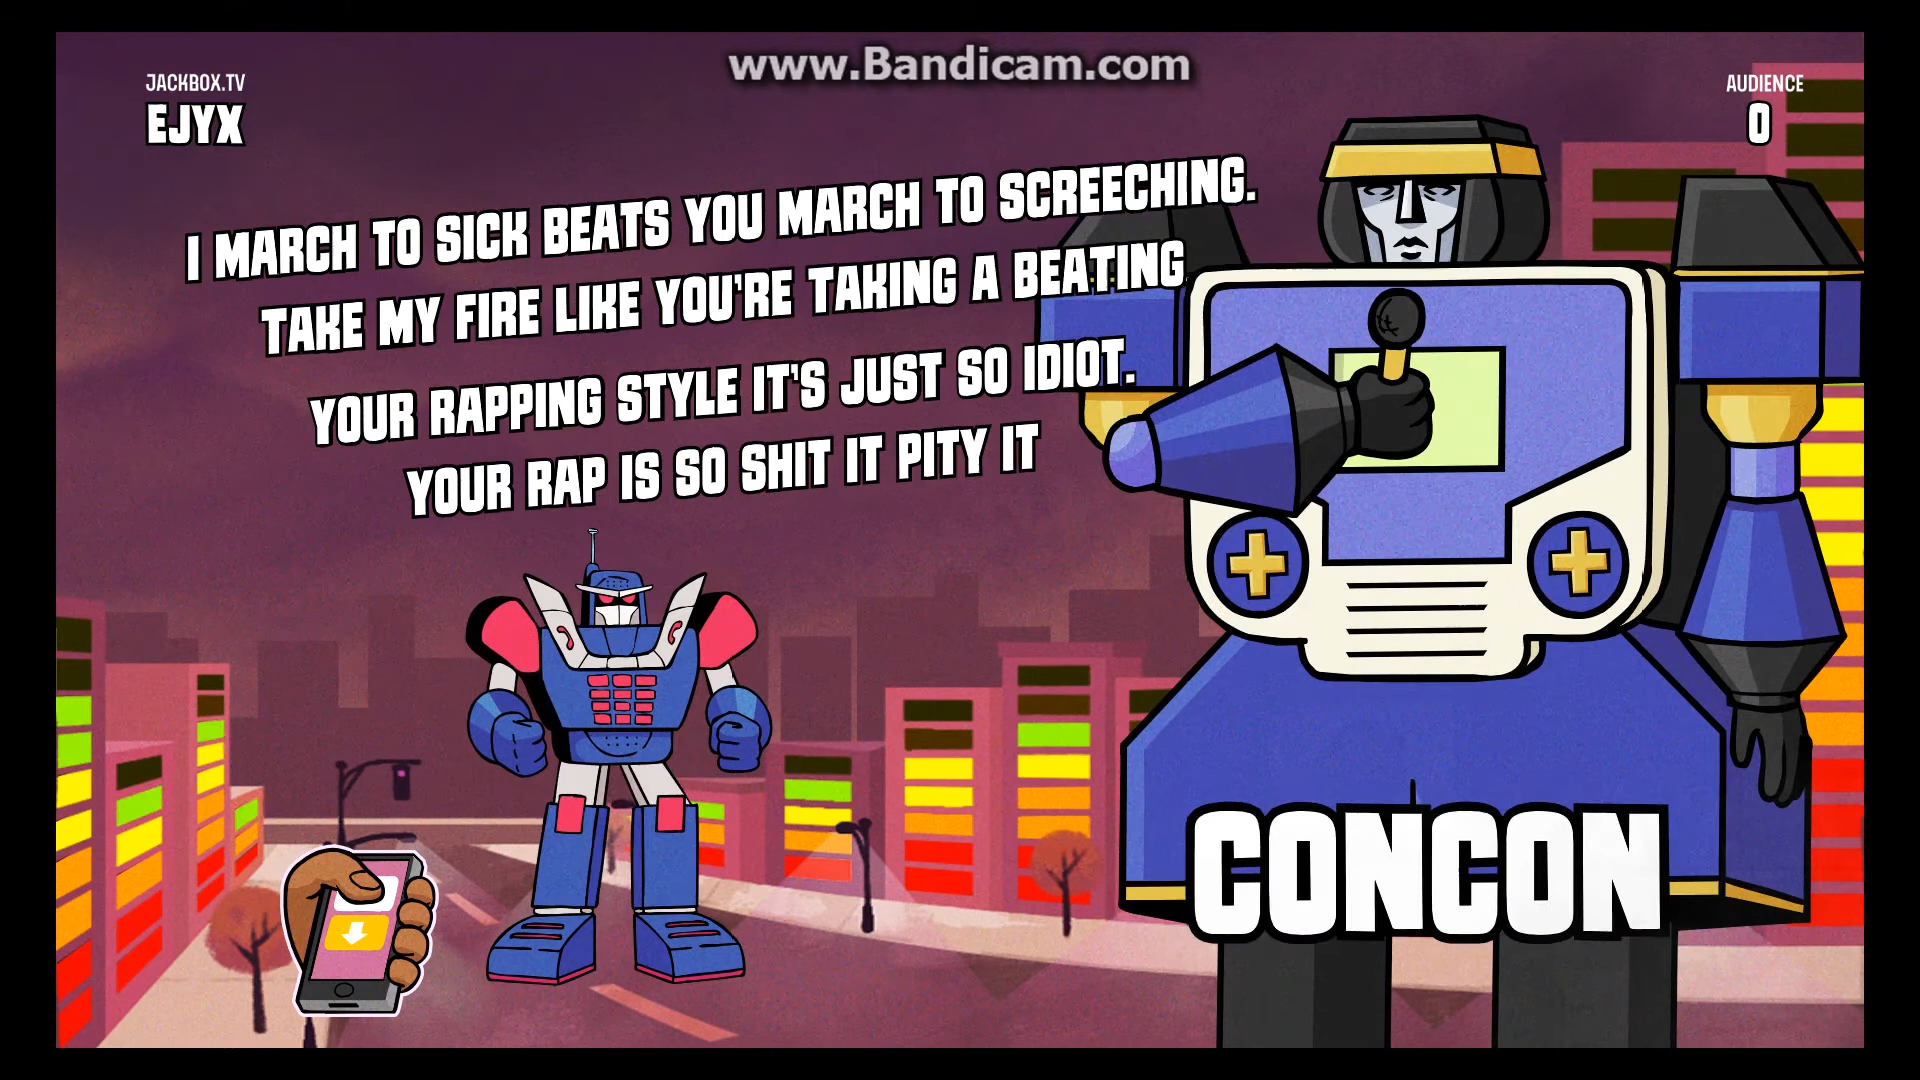 www.Bandicam.com
JACKBOX.TV
EJYX
AUDIENCE
0
I MARCH TO SICK BEATS YOU MARCH TO SCREECHING.
TAKE MY FIRE LIKE YOU'RE TAKING A BEATING.
YOUR RAPPING STYLE IT'S JUST SO IDIOT.
YOUR RAP IS SO SHIT IT PITY IT
CONCON